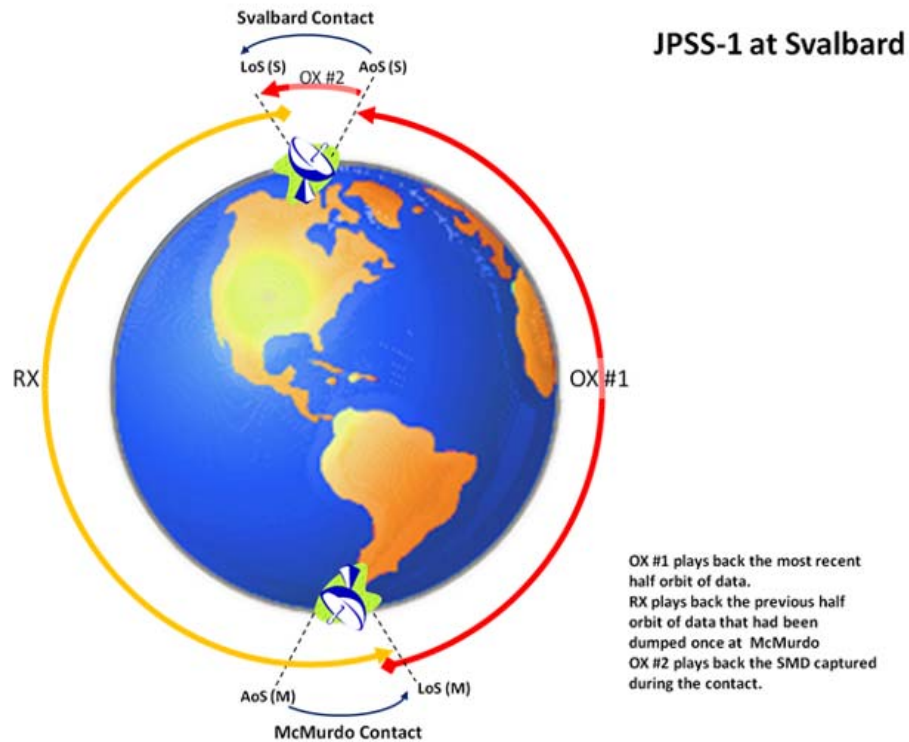 Svalbard Contact
JPSS-1 at Svalbard
LoS (S)
AoS (S)
OX #2
RX
OX #1
OX #1 plays back the most recent
half orbit of data.
RX plays back the previous half
orbit of data that had been
dumped once at McMurdo
OX #2 plays back the SMD captured
during the contact.
AoS (M)
LoS (M)
McMurdo Contact